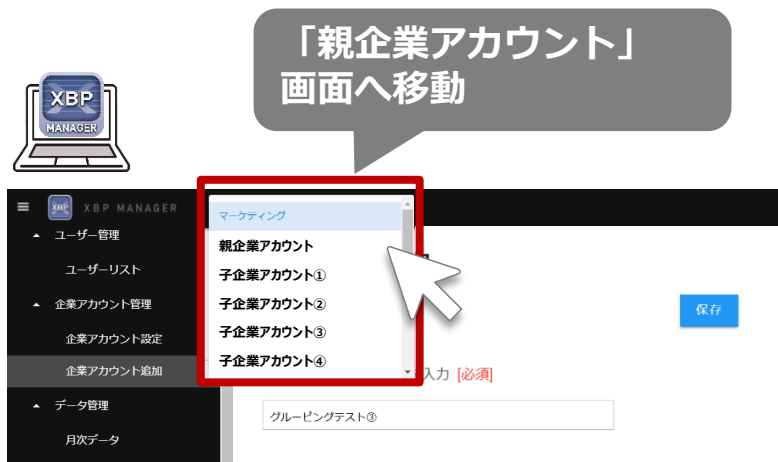 「親企業アカウント」
画面へ移動
XBP
MANAGER
XBP MANAGER
マーケティング
親企業アカウント
子企業アカウント①
子企業アカウント②
子企業アカウント③
子企業アカウント④
ユーザー管理
ユーザーリスト
企業アカウント管理
企業アカウント設定
企業アカウント追加
データ管理
月次データ
保存
入力 [必須]
グルーピングテスト③